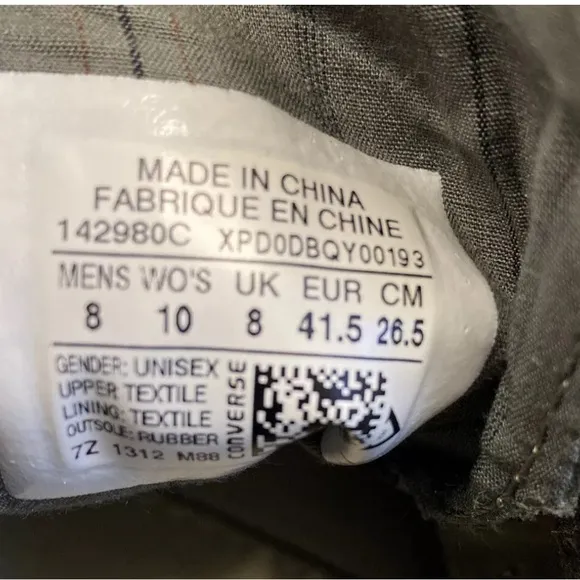 MADE IN CHINA
FABRIQUE EN CHINE
142980C XPD0DBQY00193
MENS WO'S UK EUR CM
8 10 8 41.5 26.5
GENDER: UNISEX
UPPER: TEXTILE
LINING: TEXTILE
OUTSOLE: RUBBER
7Z 1312 M88
CONVERSE